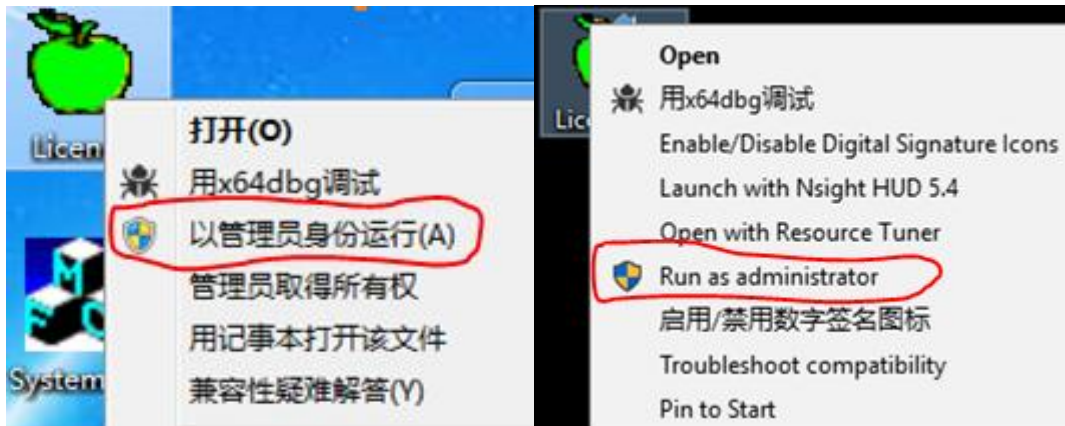 Licen
打开(O)
用x64dbg调试
以管理员身份运行(A)
管理员取得所有权
用记事本打开该文件
兼容性疑难解答(Y)
System
Lic
Open
用x64dbg调试
Enable/Disable Digital Signature Icons
Launch with Nsight HUD 5.4
Open with Resource Tuner
Run as administrator
启用/禁用数字签名图标
Troubleshoot compatibility
Pin to Start